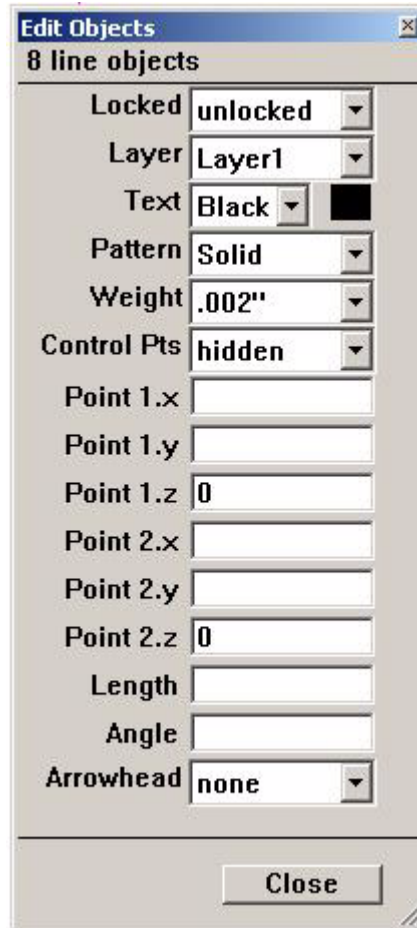 Edit Objects
8 line objects
Locked unlocked
Layer Layer1
Text Black
Pattern Solid
Weight .002"
Control Pts hidden
Point 1.x
Point 1.y
Point 1.z 0
Point 2.x
Point 2.y
Point 2.z 0
Length
Angle
Arrowhead none
Close